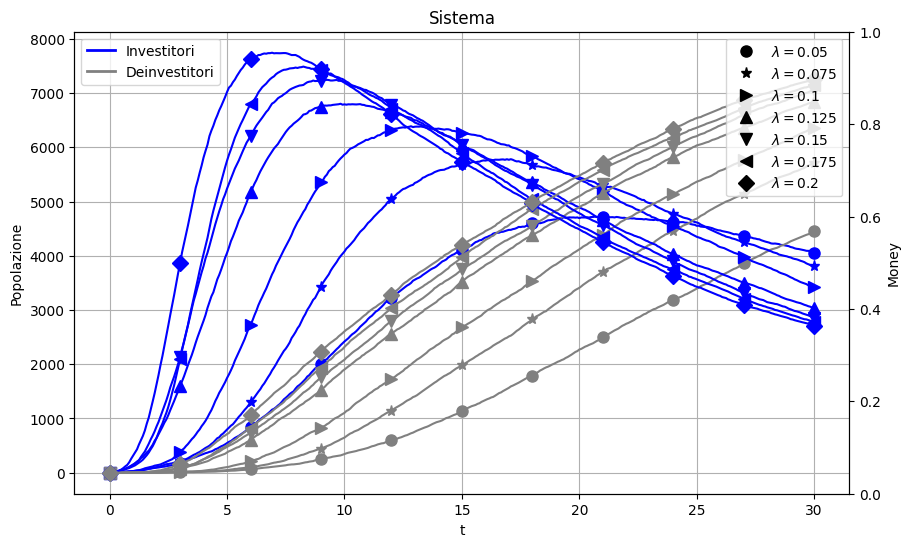 Sistema
8000
7000
6000
5000
4000
3000
2000
1000
0
Popolazione
Investitori
Deinvestitori
λ = 0.05
λ = 0.075
λ = 0.1
λ = 0.125
λ = 0.15
λ = 0.175
λ = 0.2
1.0
0.8
0.6
0.4
0.2
0.0
Money
0 5 10 15 20 25 30
t